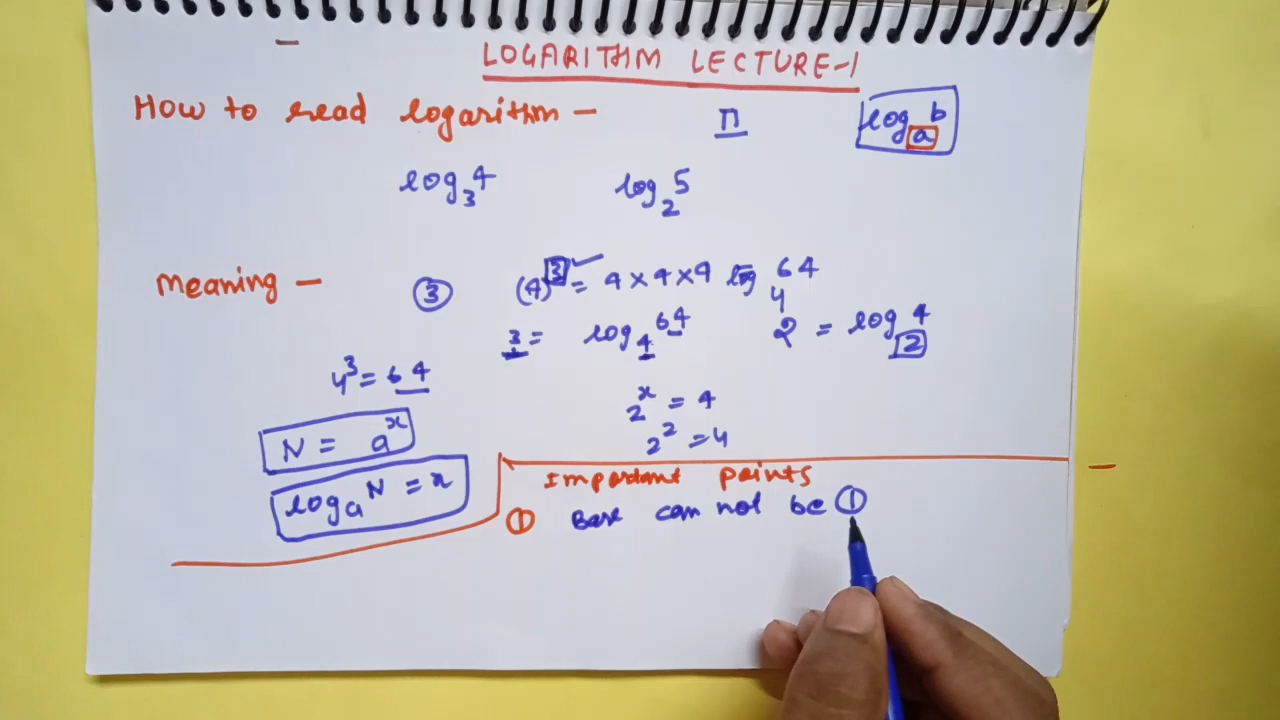 LOGARITHM LECTURE-1
How to read logarithm - n log_a b
log_3 4 log_2 5
Meaning - ③ (4)^3 = 4×4×4 log_4 64
3 = log_4 64 2 = log_2 4
4^3 = 64
2^x = 4
N = a^x 2^2 = 4
Important points
log_a N = x ① Base can not be ①